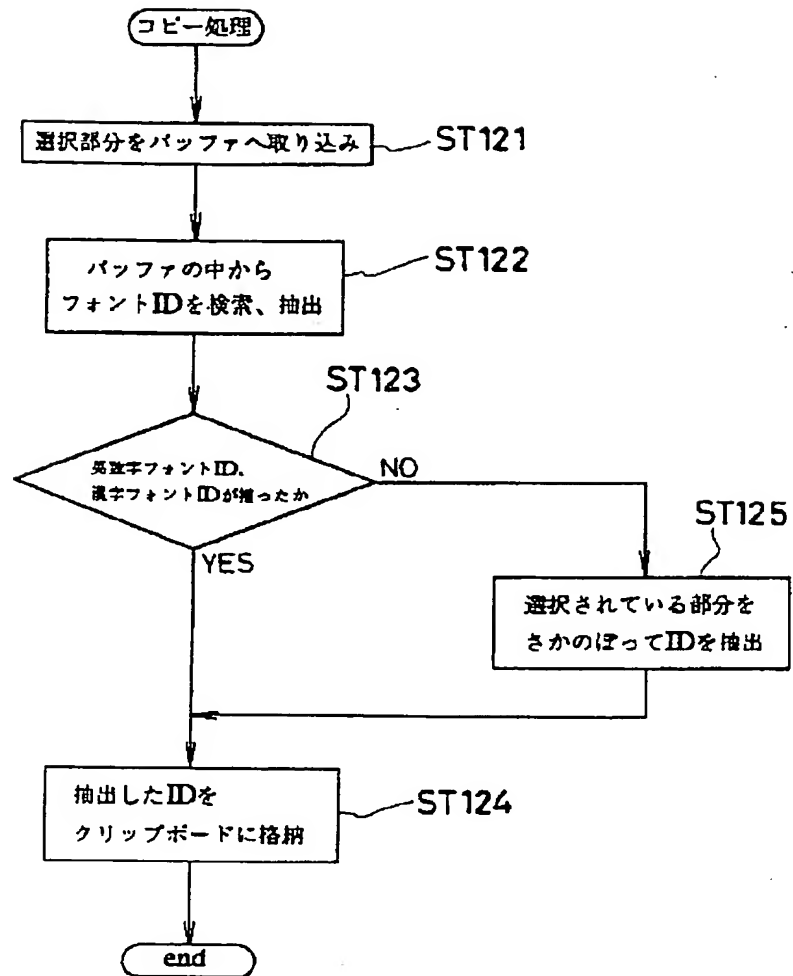 コピー処理
選択部分をバッファへ取り込み
ST121
バッファの中から
フォントIDを検索、抽出
ST122
ST123
英数字フォントID、
漢字フォントIDが揃ったか
NO
YES
ST125
選択されている部分を
さかのぼってIDを抽出
抽出したIDを
クリップボードに格納
ST124
end